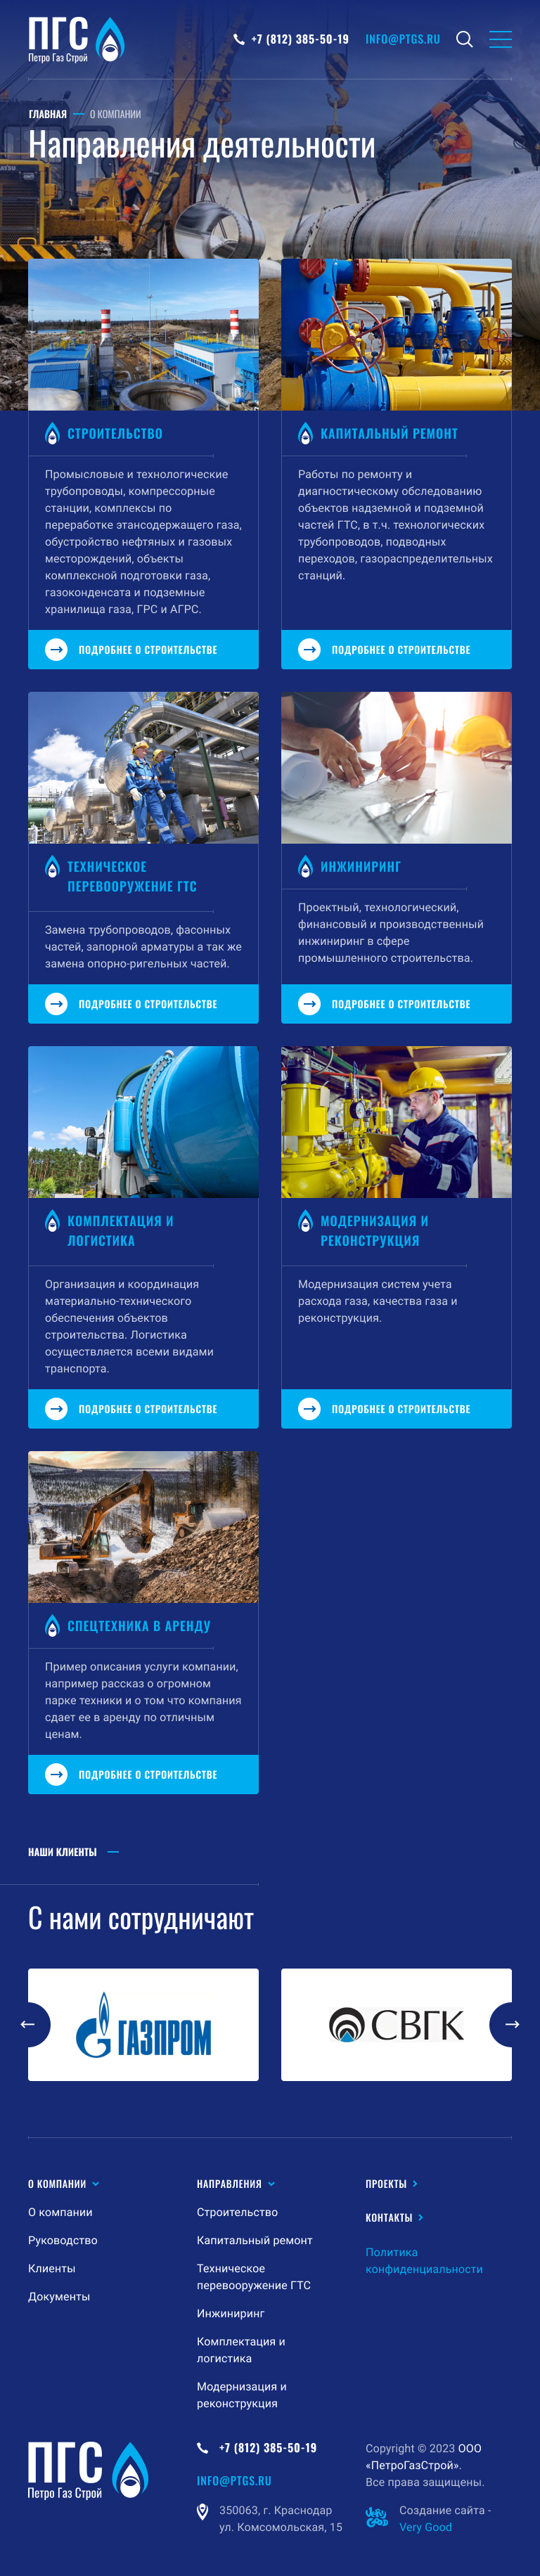 ПГС
Петро Газ Строй
+7 (812) 385-50-19
INFO@PTGS.RU
ГЛАВНАЯ — О КОМПАНИИ
Направления деятельности
СТРОИТЕЛЬСТВО
Промысловые и технологические
трубопроводы, компрессорные
станции, комплексы по
переработке этансодержащего газа,
обустройство нефтяных и газовых
месторождений, объекты
комплексной подготовки газа,
газоконденсата и подземные
хранилища газа, ГРС и АГРС.
ПОДРОБНЕЕ О СТРОИТЕЛЬСТВЕ
КАПИТАЛЬНЫЙ РЕМОНТ
Работы по ремонту и
диагностическому обследованию
объектов надземной и подземной
частей ГТС, в т.ч. технологических
трубопроводов, подводных
переходов, газораспределительных
станций.
ПОДРОБНЕЕ О СТРОИТЕЛЬСТВЕ
ТЕХНИЧЕСКОЕ
ПЕРЕВООРУЖЕНИЕ ГТС
Замена трубопроводов, фасонных
частей, запорной арматуры а так же
замена опорно-ригельных частей.
ПОДРОБНЕЕ О СТРОИТЕЛЬСТВЕ
ИНЖИНИРИНГ
Проектный, технологический,
финансовый и производственный
инжиниринг в сфере
промышленного строительства.
ПОДРОБНЕЕ О СТРОИТЕЛЬСТВЕ
КОМПЛЕКТАЦИЯ И
ЛОГИСТИКА
Организация и координация
материально-технического
обеспечения объектов
строительства. Логистика
осуществляется всеми видами
транспорта.
ПОДРОБНЕЕ О СТРОИТЕЛЬСТВЕ
МОДЕРНИЗАЦИЯ И
РЕКОНСТРУКЦИЯ
Модернизация систем учета
расхода газа, качества газа и
реконструкция.
ПОДРОБНЕЕ О СТРОИТЕЛЬСТВЕ
СПЕЦТЕХНИКА В АРЕНДУ
Пример описания услуги компании,
например рассказ о огромном
парке техники и о том что компания
сдает ее в аренду по отличным
ценам.
ПОДРОБНЕЕ О СТРОИТЕЛЬСТВЕ
НАШИ КЛИЕНТЫ —
С нами сотрудничают
ГАЗПРОМ
СВГК
О КОМПАНИИ
О компании
Руководство
Клиенты
Документы
НАПРАВЛЕНИЯ
Строительство
Капитальный ремонт
Техническое
перевооружение ГТС
Инжиниринг
Комплектация и
логистика
Модернизация и
реконструкция
ПРОЕКТЫ
КОНТАКТЫ
Политика
конфиденциальности
ПГС
Петро Газ Строй
+7 (812) 385-50-19
INFO@PTGS.RU
350063, г. Краснодар
ул. Комсомольская, 15
Copyright © 2023 ООО
«ПетроГазСтрой».
Все права защищены.
Создание сайта -
Very Good